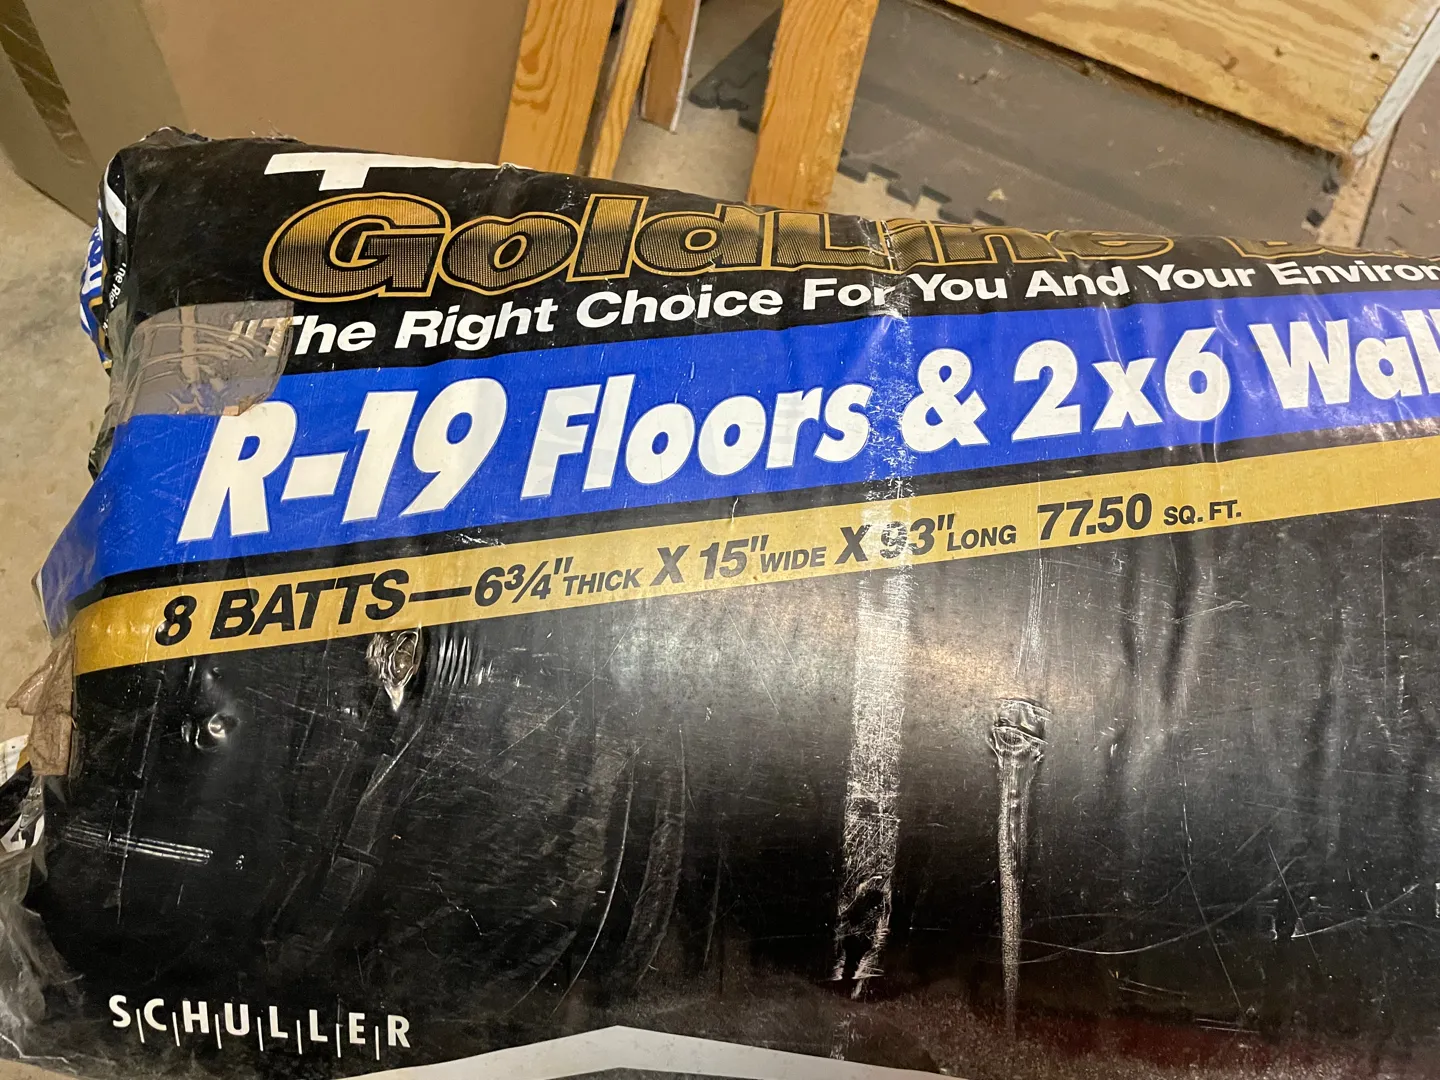 GoldLine
"The Right Choice For You And Your Environ
R-19 Floors & 2x6 Wall
8 BATTS—6¾" THICK X 15" WIDE X 93" LONG 77.50 SQ. FT.
SCHULLER